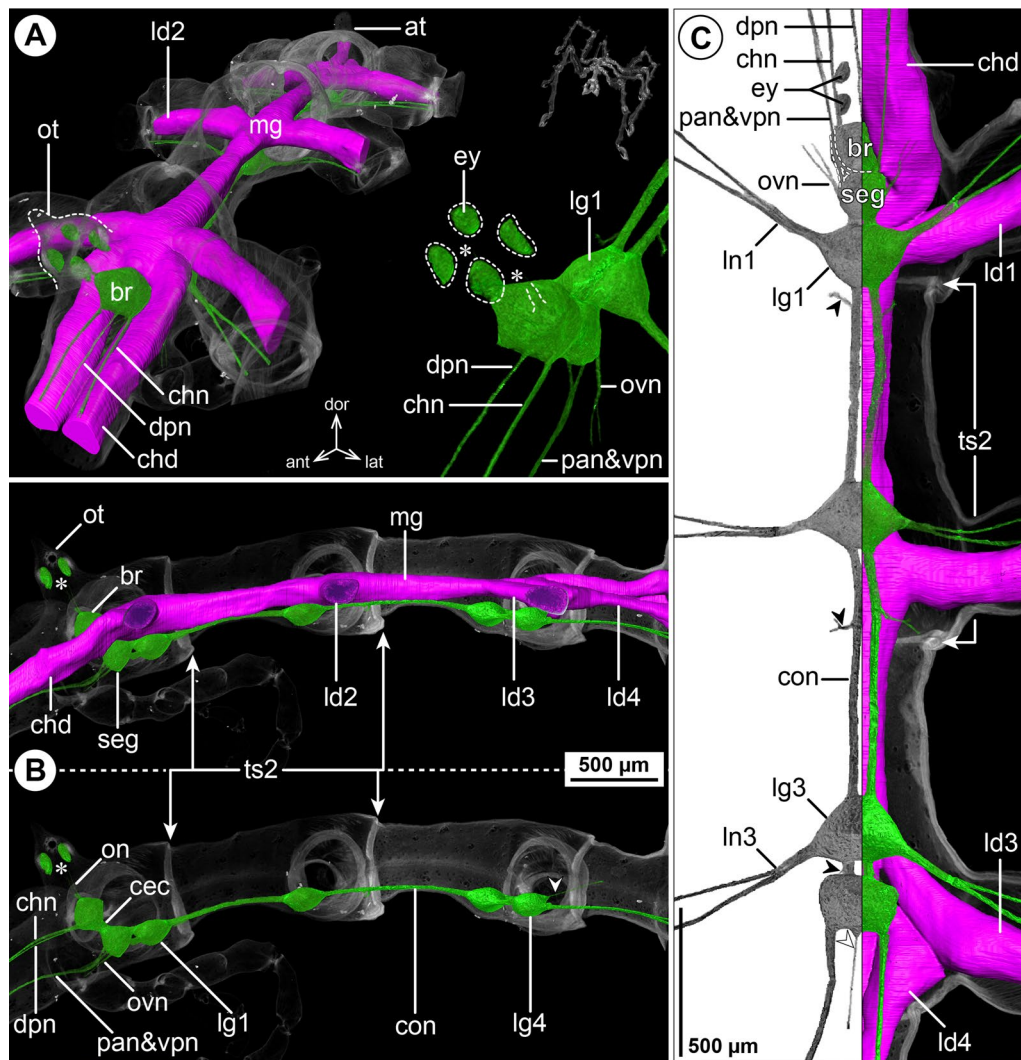 A
ld2
at
mg
ot
ey
lg1
*
*
br
dpn
chn
ovn
chn
dpn
chd
dor
ant
lat
pan&vpn
ot
*
br
mg
chd
seg
ld2
ld3
ld4
ts2
500 µm
B
*
on
cec
chn
dpn
ovn
pan&vpn
lg1
con
lg4
C
dpn
chn
ey
pan&vpn
chd
br
ovn
seg
ln1
lg1
ld1
ts2
con
lg3
ln3
ld3
500 µm
ld4